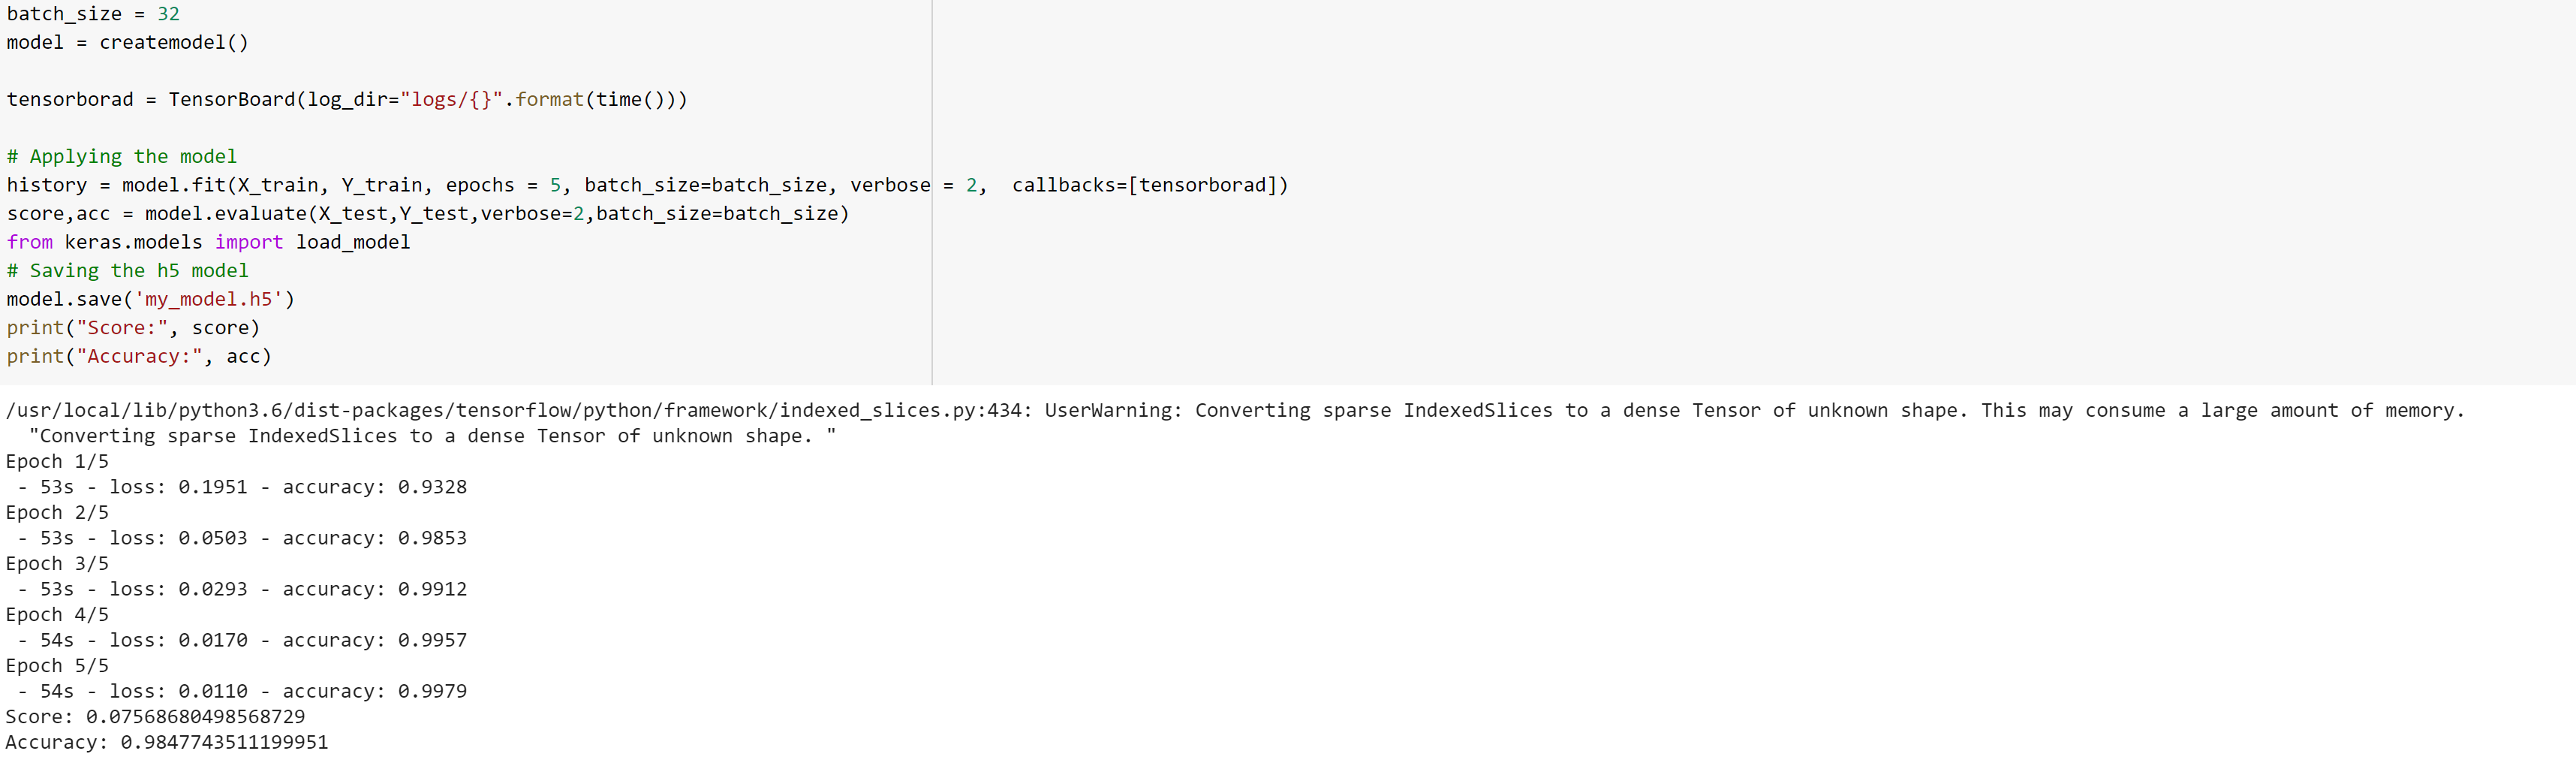 batch_size = 32
model = createmodel()
tensorborad = TensorBoard(log_dir="logs/{}".format(time()))
# Applying the model
history = model.fit(X_train, Y_train, epochs = 5, batch_size=batch_size, verbose = 2,  callbacks=[tensorborad])
score,acc = model.evaluate(X_test,Y_test,verbose=2,batch_size=batch_size)
from keras.models import load_model
# Saving the h5 model
model.save('my_model.h5')
print("Score:", score)
print("Accuracy:", acc)
/usr/local/lib/python3.6/dist-packages/tensorflow/python/framework/indexed_slices.py:434: UserWarning: Converting sparse IndexedSlices to a dense Tensor of unknown shape. This may consume a large amount of memory.
  "Converting sparse IndexedSlices to a dense Tensor of unknown shape. "
Epoch 1/5
 - 53s - loss: 0.1951 - accuracy: 0.9328
Epoch 2/5
 - 53s - loss: 0.0503 - accuracy: 0.9853
Epoch 3/5
 - 53s - loss: 0.0293 - accuracy: 0.9912
Epoch 4/5
 - 54s - loss: 0.0170 - accuracy: 0.9957
Epoch 5/5
 - 54s - loss: 0.0110 - accuracy: 0.9979
Score: 0.07568680498568729
Accuracy: 0.9847743511199951